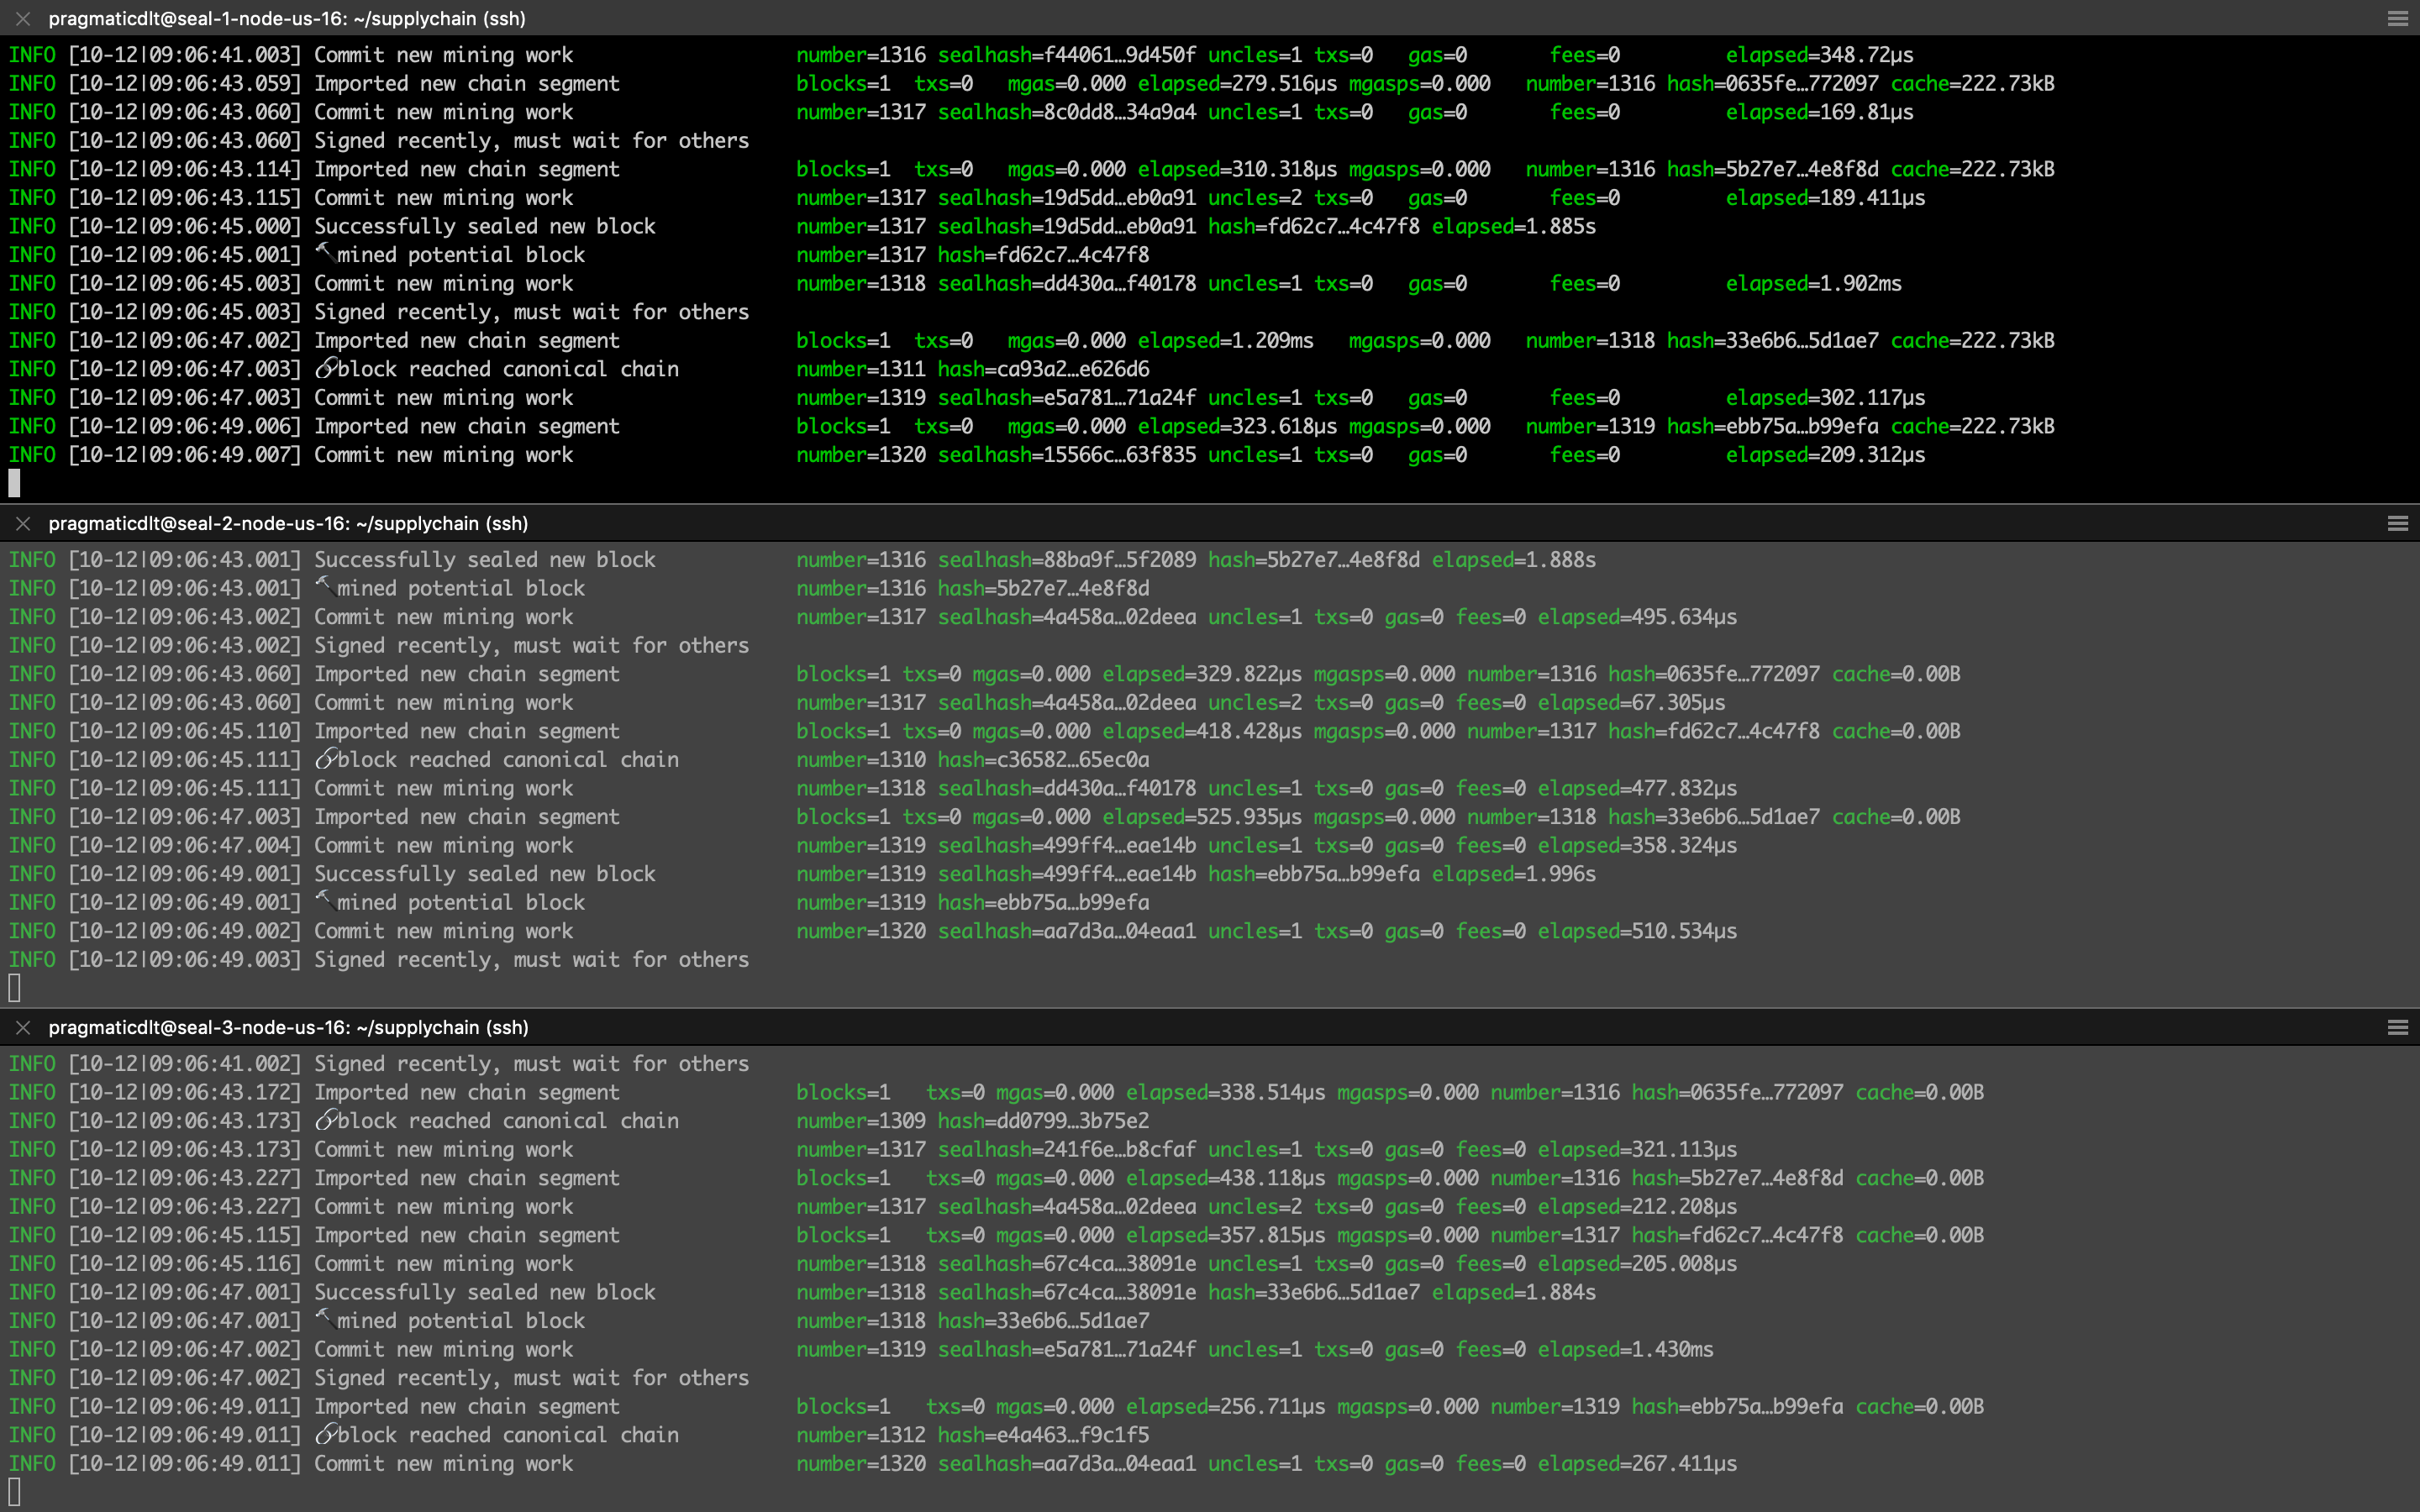 pragmaticdlt@seal-1-node-us-16: ~/supplychain (ssh)
INFO [10-12|09:06:41.003] Commit new mining work number=1316 sealhash=f44061…9d450f uncles=1 txs=0 gas=0 fees=0 elapsed=348.72µs
INFO [10-12|09:06:43.059] Imported new chain segment blocks=1 txs=0 mgas=0.000 elapsed=279.516µs mgasps=0.000 number=1316 hash=0635fe…772097 cache=222.73kB
INFO [10-12|09:06:43.060] Commit new mining work number=1317 sealhash=8c0dd8…34a9a4 uncles=1 txs=0 gas=0 fees=0 elapsed=169.81µs
INFO [10-12|09:06:43.060] Signed recently, must wait for others
INFO [10-12|09:06:43.114] Imported new chain segment blocks=1 txs=0 mgas=0.000 elapsed=310.318µs mgasps=0.000 number=1316 hash=5b27e7…4e8f8d cache=222.73kB
INFO [10-12|09:06:43.115] Commit new mining work number=1317 sealhash=19d5dd…eb0a91 uncles=2 txs=0 gas=0 fees=0 elapsed=189.411µs
INFO [10-12|09:06:45.000] Successfully sealed new block number=1317 sealhash=19d5dd…eb0a91 hash=fd62c7…4c47f8 elapsed=1.885s
INFO [10-12|09:06:45.001] 🔨mined potential block number=1317 hash=fd62c7…4c47f8
INFO [10-12|09:06:45.003] Commit new mining work number=1318 sealhash=dd430a…f40178 uncles=1 txs=0 gas=0 fees=0 elapsed=1.902ms
INFO [10-12|09:06:45.003] Signed recently, must wait for others
INFO [10-12|09:06:47.002] Imported new chain segment blocks=1 txs=0 mgas=0.000 elapsed=1.209ms mgasps=0.000 number=1318 hash=33e6b6…5d1ae7 cache=222.73kB
INFO [10-12|09:06:47.003] 🔗block reached canonical chain number=1311 hash=ca93a2…e626d6
INFO [10-12|09:06:47.003] Commit new mining work number=1319 sealhash=e5a781…71a24f uncles=1 txs=0 gas=0 fees=0 elapsed=302.117µs
INFO [10-12|09:06:49.006] Imported new chain segment blocks=1 txs=0 mgas=0.000 elapsed=323.618µs mgasps=0.000 number=1319 hash=ebb75a…b99efa cache=222.73kB
INFO [10-12|09:06:49.007] Commit new mining work number=1320 sealhash=15566c…63f835 uncles=1 txs=0 gas=0 fees=0 elapsed=209.312µs
pragmaticdlt@seal-2-node-us-16: ~/supplychain (ssh)
INFO [10-12|09:06:43.001] Successfully sealed new block number=1316 sealhash=88ba9f…5f2089 hash=5b27e7…4e8f8d elapsed=1.888s
INFO [10-12|09:06:43.001] 🔨mined potential block number=1316 hash=5b27e7…4e8f8d
INFO [10-12|09:06:43.002] Commit new mining work number=1317 sealhash=4a458a…02deea uncles=1 txs=0 gas=0 fees=0 elapsed=495.634µs
INFO [10-12|09:06:43.002] Signed recently, must wait for others
INFO [10-12|09:06:43.060] Imported new chain segment blocks=1 txs=0 mgas=0.000 elapsed=329.822µs mgasps=0.000 number=1316 hash=0635fe…772097 cache=0.00B
INFO [10-12|09:06:43.060] Commit new mining work number=1317 sealhash=4a458a…02deea uncles=2 txs=0 gas=0 fees=0 elapsed=67.305µs
INFO [10-12|09:06:45.110] Imported new chain segment blocks=1 txs=0 mgas=0.000 elapsed=418.428µs mgasps=0.000 number=1317 hash=fd62c7…4c47f8 cache=0.00B
INFO [10-12|09:06:45.111] 🔗block reached canonical chain number=1310 hash=c36582…65ec0a
INFO [10-12|09:06:45.111] Commit new mining work number=1318 sealhash=dd430a…f40178 uncles=1 txs=0 gas=0 fees=0 elapsed=477.832µs
INFO [10-12|09:06:47.003] Imported new chain segment blocks=1 txs=0 mgas=0.000 elapsed=525.935µs mgasps=0.000 number=1318 hash=33e6b6…5d1ae7 cache=0.00B
INFO [10-12|09:06:47.004] Commit new mining work number=1319 sealhash=499ff4…eae14b uncles=1 txs=0 gas=0 fees=0 elapsed=358.324µs
INFO [10-12|09:06:49.001] Successfully sealed new block number=1319 sealhash=499ff4…eae14b hash=ebb75a…b99efa elapsed=1.996s
INFO [10-12|09:06:49.001] 🔨mined potential block number=1319 hash=ebb75a…b99efa
INFO [10-12|09:06:49.002] Commit new mining work number=1320 sealhash=aa7d3a…04eaa1 uncles=1 txs=0 gas=0 fees=0 elapsed=510.534µs
INFO [10-12|09:06:49.003] Signed recently, must wait for others
pragmaticdlt@seal-3-node-us-16: ~/supplychain (ssh)
INFO [10-12|09:06:41.002] Signed recently, must wait for others
INFO [10-12|09:06:43.172] Imported new chain segment blocks=1 txs=0 mgas=0.000 elapsed=338.514µs mgasps=0.000 number=1316 hash=0635fe…772097 cache=0.00B
INFO [10-12|09:06:43.173] 🔗block reached canonical chain number=1309 hash=dd0799…3b75e2
INFO [10-12|09:06:43.173] Commit new mining work number=1317 sealhash=241f6e…b8cfaf uncles=1 txs=0 gas=0 fees=0 elapsed=321.113µs
INFO [10-12|09:06:43.227] Imported new chain segment blocks=1 txs=0 mgas=0.000 elapsed=438.118µs mgasps=0.000 number=1316 hash=5b27e7…4e8f8d cache=0.00B
INFO [10-12|09:06:43.227] Commit new mining work number=1317 sealhash=4a458a…02deea uncles=2 txs=0 gas=0 fees=0 elapsed=212.208µs
INFO [10-12|09:06:45.115] Imported new chain segment blocks=1 txs=0 mgas=0.000 elapsed=357.815µs mgasps=0.000 number=1317 hash=fd62c7…4c47f8 cache=0.00B
INFO [10-12|09:06:45.116] Commit new mining work number=1318 sealhash=67c4ca…38091e uncles=1 txs=0 gas=0 fees=0 elapsed=205.008µs
INFO [10-12|09:06:47.001] Successfully sealed new block number=1318 sealhash=67c4ca…38091e hash=33e6b6…5d1ae7 elapsed=1.884s
INFO [10-12|09:06:47.001] 🔨mined potential block number=1318 hash=33e6b6…5d1ae7
INFO [10-12|09:06:47.002] Commit new mining work number=1319 sealhash=e5a781…71a24f uncles=1 txs=0 gas=0 fees=0 elapsed=1.430ms
INFO [10-12|09:06:47.002] Signed recently, must wait for others
INFO [10-12|09:06:49.011] Imported new chain segment blocks=1 txs=0 mgas=0.000 elapsed=256.711µs mgasps=0.000 number=1319 hash=ebb75a…b99efa cache=0.00B
INFO [10-12|09:06:49.011] 🔗block reached canonical chain number=1312 hash=e4a463…f9c1f5
INFO [10-12|09:06:49.011] Commit new mining work number=1320 sealhash=aa7d3a…04eaa1 uncles=1 txs=0 gas=0 fees=0 elapsed=267.411µs